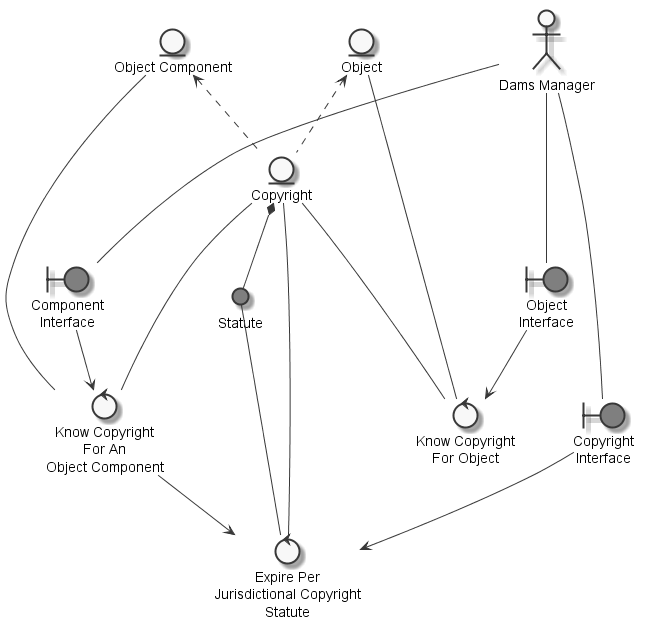 Object Component
Object
Dams Manager
Copyright
Component
Interface
Statute
Object
Interface
Know Copyright
For An
Object Component
Know Copyright
For Object
Copyright
Interface
Expire Per
Jurisdictional Copyright
Statute